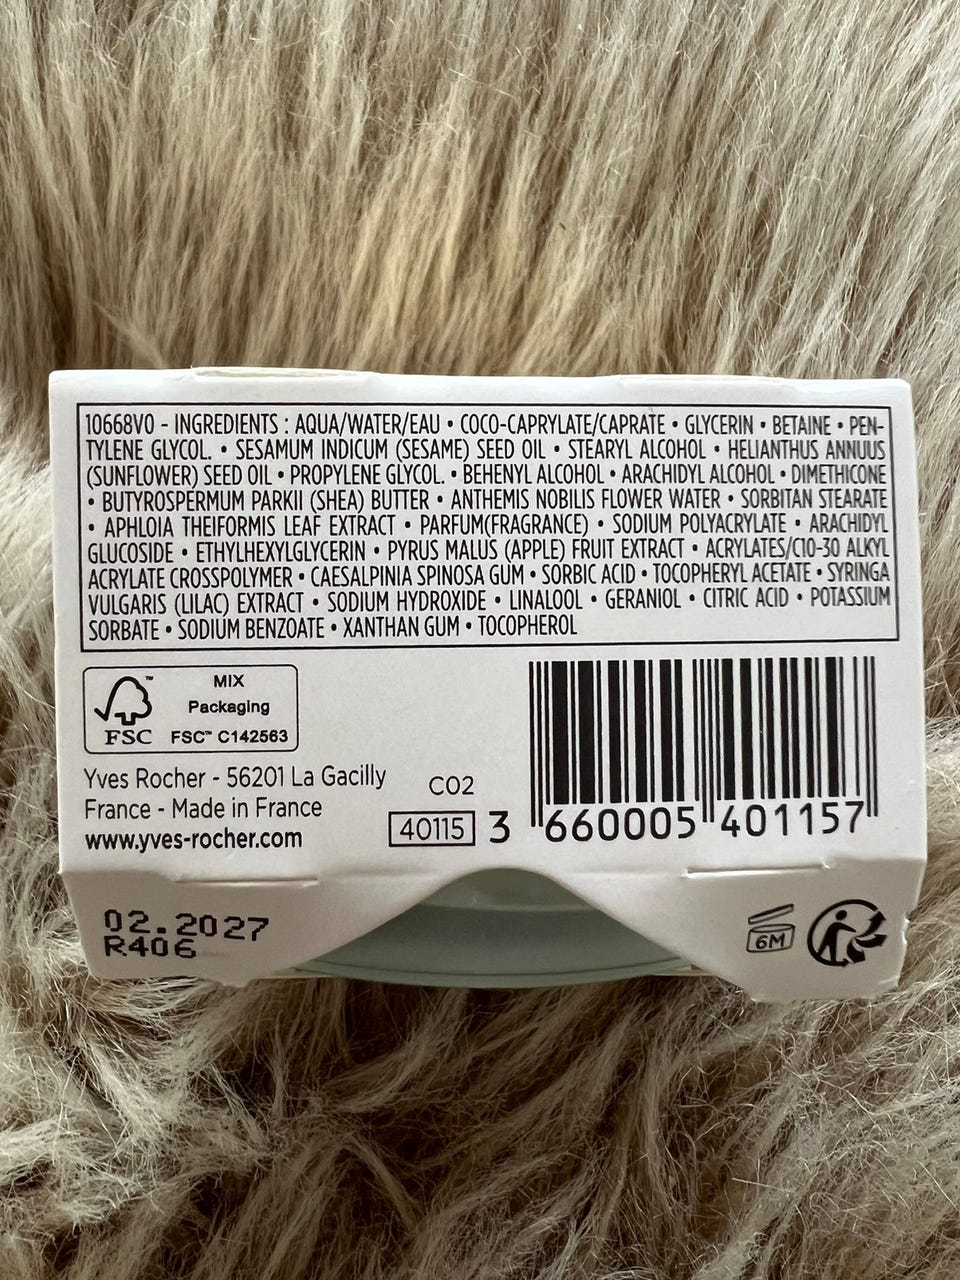 10668V0 - INGREDIENTS : AQUA/WATER/EAU • COCO-CAPRYLATE/CAPRATE • GLYCERIN • BETAINE • PEN-
TYLENE GLYCOL. • SESAMUM INDICUM (SESAME) SEED OIL • STEARYL ALCOHOL • HELIANTHUS ANNUUS
(SUNFLOWER) SEED OIL • PROPYLENE GLYCOL. • BEHENYL ALCOHOL • ARACHIDYL ALCOHOL • DIMETHICONE
• BUTYROSPERMUM PARKII (SHEA) BUTTER • ANTHEMIS NOBILIS FLOWER WATER • SORBITAN STEARATE
• APHLOIA THEIFORMIS LEAF EXTRACT • PARFUM(FRAGRANCE) • SODIUM POLYACRYLATE • ARACHIDYL
GLUCOSIDE • ETHYLHEXYLGLYCERIN • PYRUS MALUS (APPLE) FRUIT EXTRACT • ACRYLATES/C10-30 ALKYL
ACRYLATE CROSSPOLYMER • CAESALPINIA SPINOSA GUM • SORBIC ACID • TOCOPHERYL ACETATE • SYRINGA
VULGARIS (LILAC) EXTRACT • SODIUM HYDROXIDE • LINALOOL • GERANIOL • CITRIC ACID • POTASSIUM
SORBATE • SODIUM BENZOATE • XANTHAN GUM • TOCOPHEROL
MIX
Packaging
FSC™ C142563
FSC
Yves Rocher - 56201 La Gacilly
France - Made in France
www.yves-rocher.com
C02
40115
3 660005 401157
02.2027
R406
6M